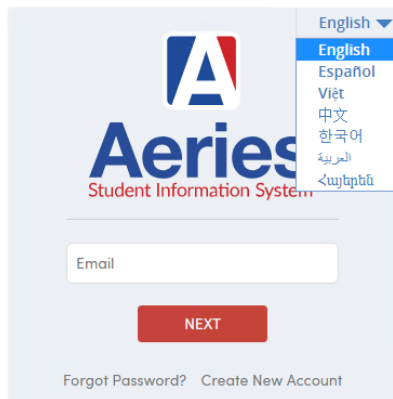 English
English
Español
Việt
中文
한국어
العربية
Հայերեն
Aeries
Student Information System
Email
NEXT
Forgot Password? Create New Account